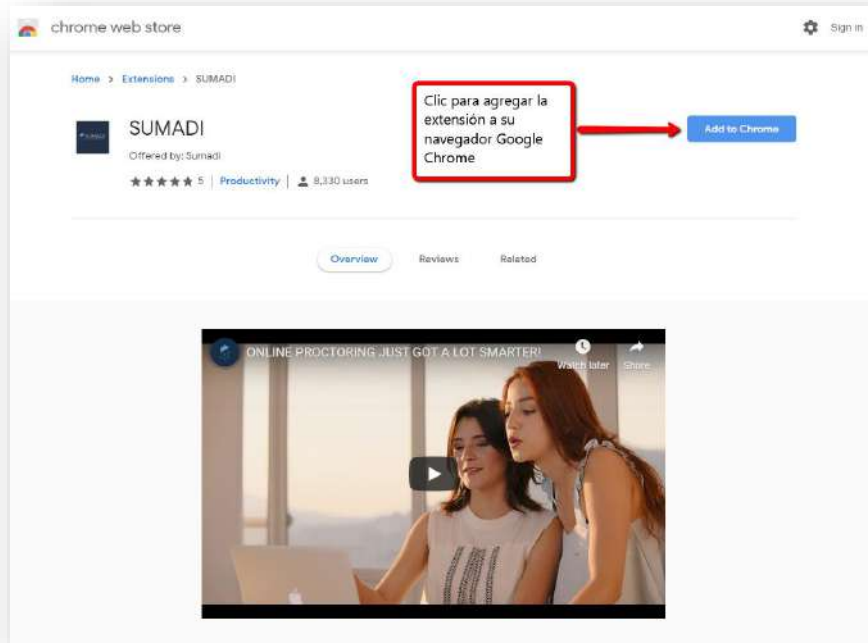 chrome web store
Sign in
Home > Extensions > SUMADI
SUMADI
Offered by: Sumadi
5 | Productivity | 8,330 users
Clic para agregar la
extensión a su
navegador Google
Chrome
Add to Chrome
Overview Reviews Related
ONLINE PROCTORING JUST GOT A LOT SMARTER!
Watch later Share